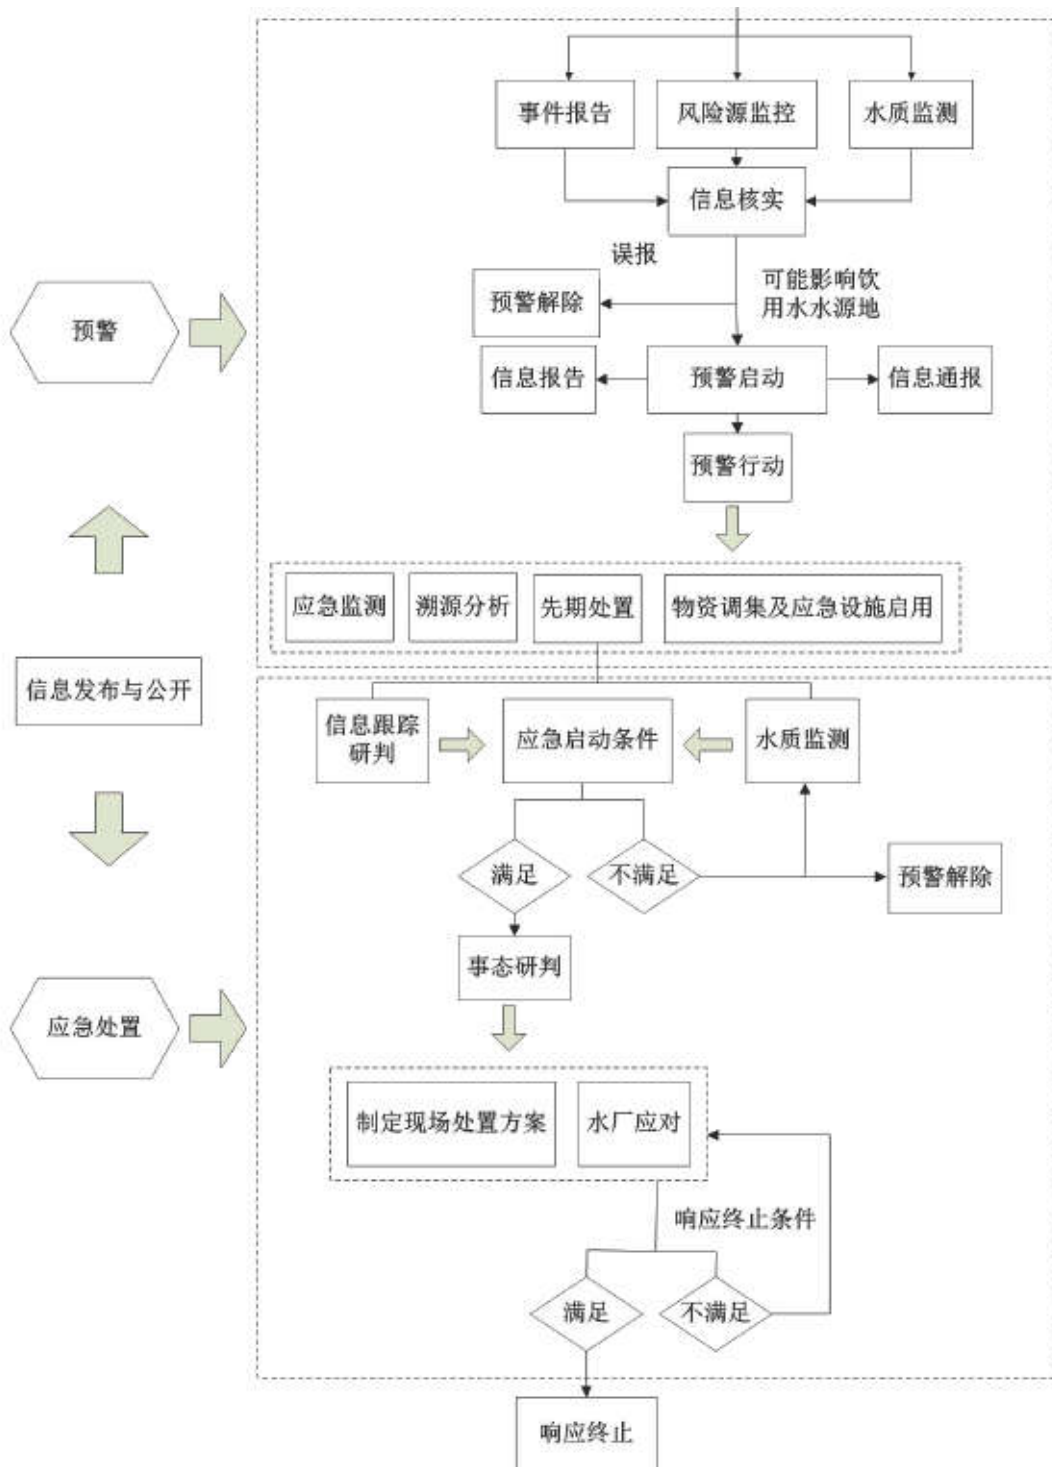 事件报告
风险源监控
水质监测
信息核实
误报
可能影响饮
用水水源地
预警解除
预警
信息报告
预警启动
信息通报
预警行动
应急监测
溯源分析
先期处置
物资调集及应急设施启用
信息发布与公开
信息跟踪
研判
应急启动条件
水质监测
满足
不满足
预警解除
事态研判
应急处置
制定现场处置方案
水厂应对
响应终止条件
满足
不满足
响应终止